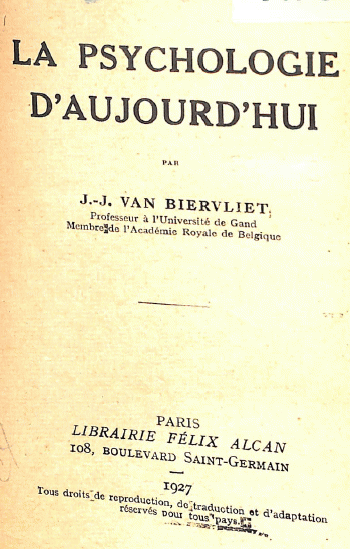 LA PSYCHOLOGIE
D'AUJOURD'HUI
PAR
J.-J. VAN BIERVLIET
Professeur à l'Université de Gand
Membre de l'Académie Royale de Belgique
PARIS
LIBRAIRIE FÉLIX ALCAN
108, BOULEVARD SAINT-GERMAIN
1927
Tous droits de reproduction, de traduction et d'adaptation
réservés pour tous pays.